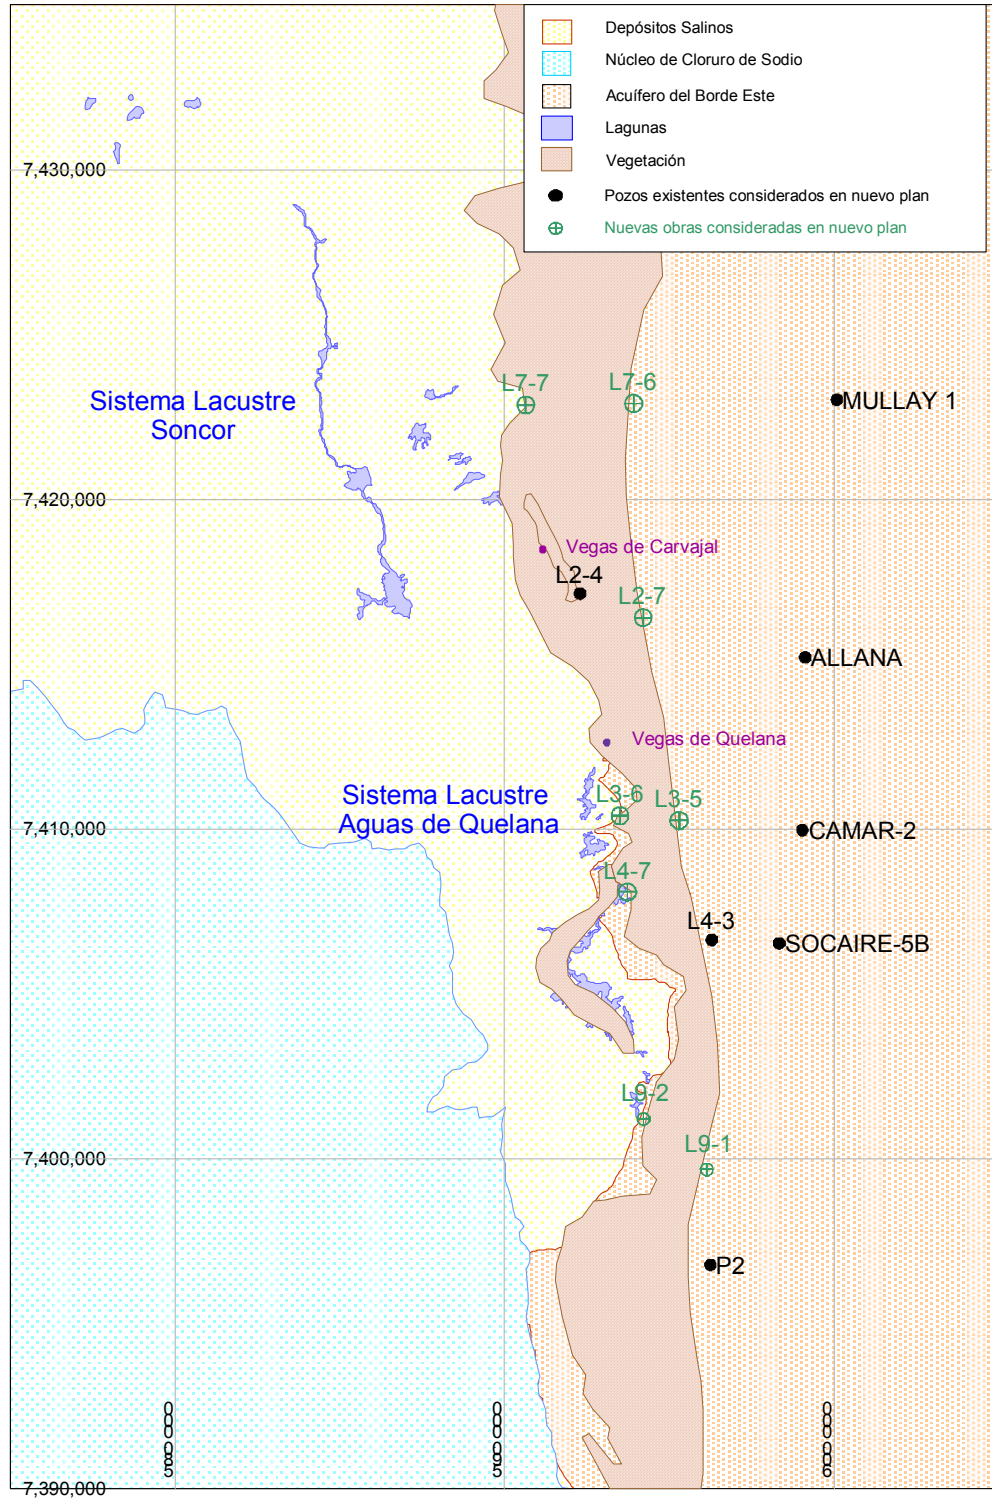 Depósitos Salinos
Núcleo de Cloruro de Sodio
Acuífero del Borde Este
Lagunas
Vegetación
Pozos existentes considerados en nuevo plan
Nuevas obras consideradas en nuevo plan
7,430,000
L7-7
L7-6
MULLAY 1
Sistema Lacustre
Soncor
7,420,000
Vegas de Carvajal
L2-4
L2-7
ALLANA
Vegas de Quelana
Sistema Lacustre
Aguas de Quelana
L3-6
L3-5
7,410,000
CAMAR-2
L4-7
L4-3
SOCAIRE-5B
L9-2
L9-1
7,400,000
P2
7,390,000